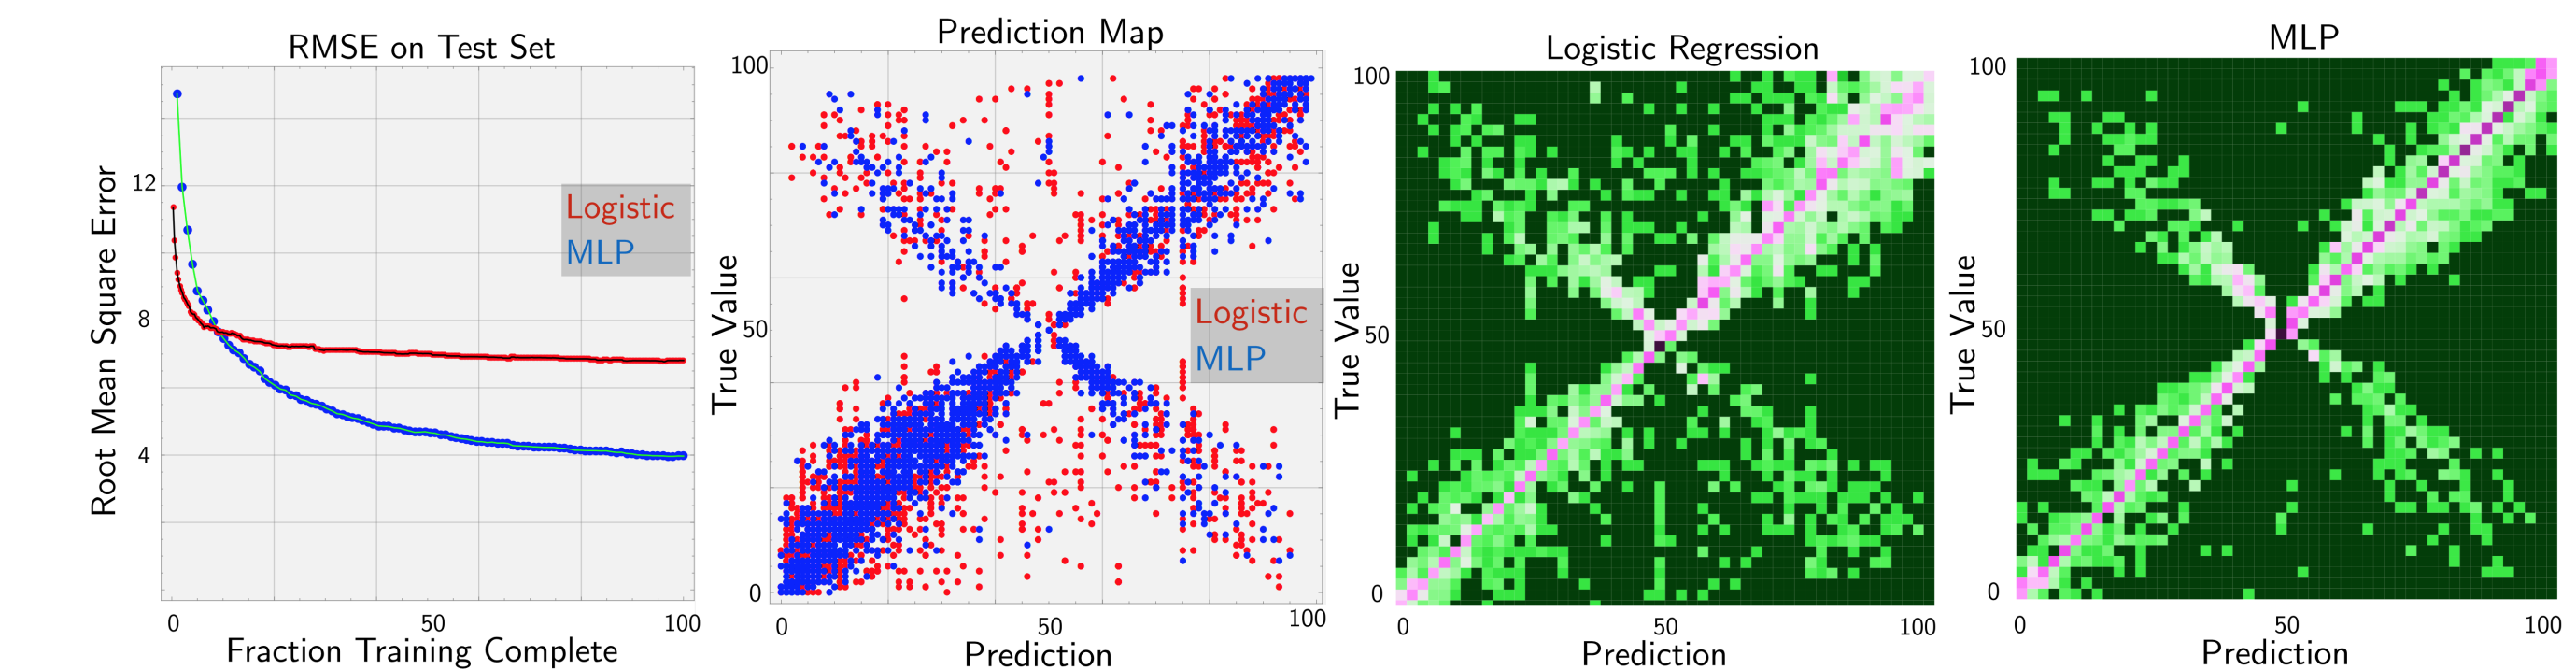 RMSE on Test Set
Root Mean Square Error
12
8
4
Logistic
MLP
0
50
100
Fraction Training Complete
Prediction Map
True Value
100
50
0
Logistic
MLP
0
50
100
Prediction
Logistic Regression
True Value
100
50
0
0
50
100
Prediction
MLP
True Value
100
50
0
0
50
100
Prediction